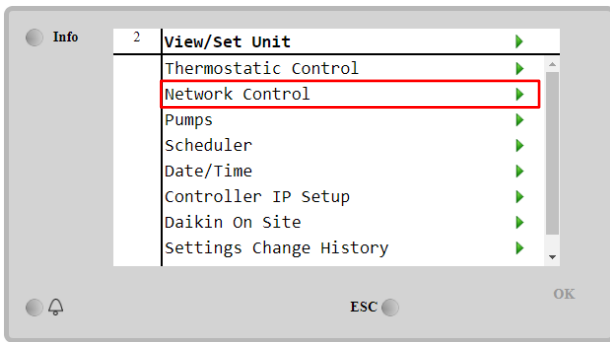 Info
2 View/Set Unit
Thermostatic Control
Network Control
Pumps
Scheduler
Date/Time
Controller IP Setup
Daikin On Site
Settings Change History
ESC
OK